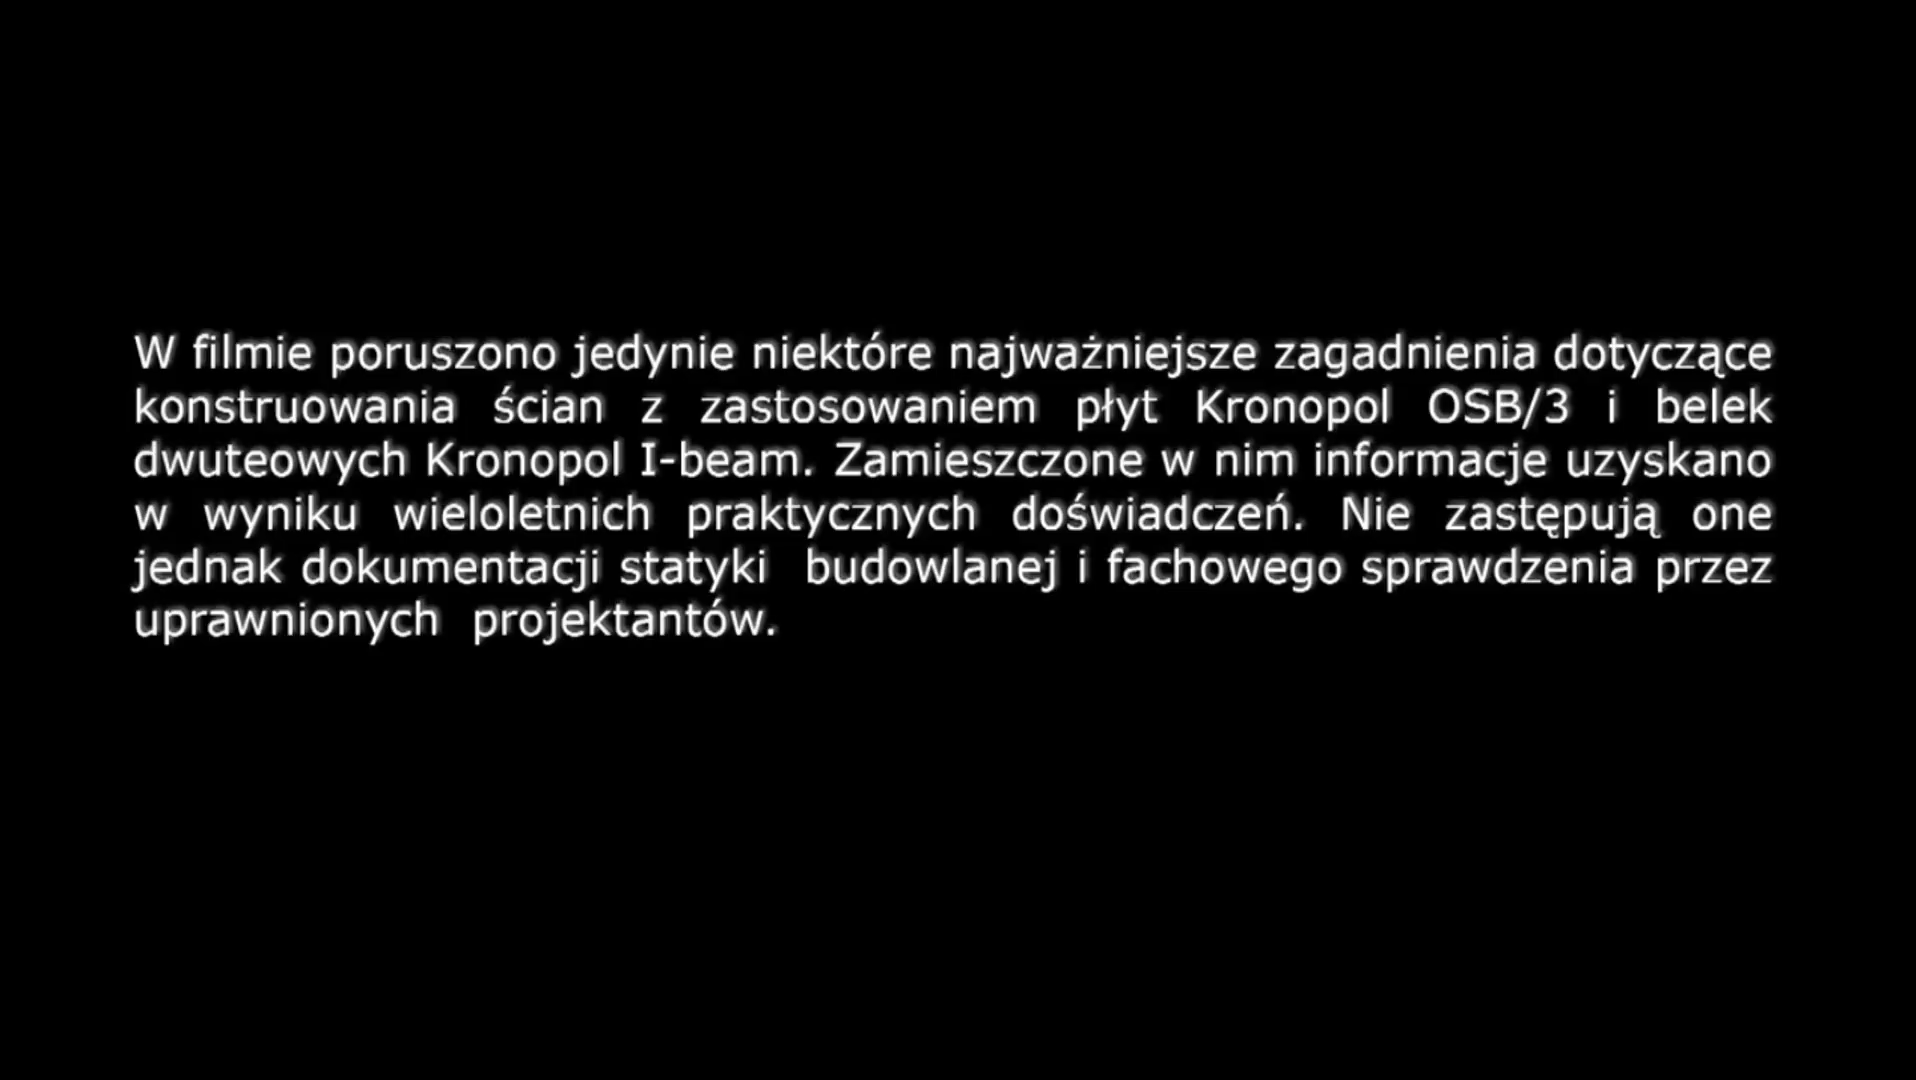 W filmie poruszono jedynie niektóre najważniejsze zagadnienia dotyczące
konstruowania ścian z zastosowaniem płyt Kronopol OSB/3 i belek
dwuteowych Kronopol I-beam. Zamieszczone w nim informacje uzyskano
w wyniku wieloletnich praktycznych doświadczeń. Nie zastępują one
jednak dokumentacji statyki budowlanej i fachowego sprawdzenia przez
uprawnionych projektantów.